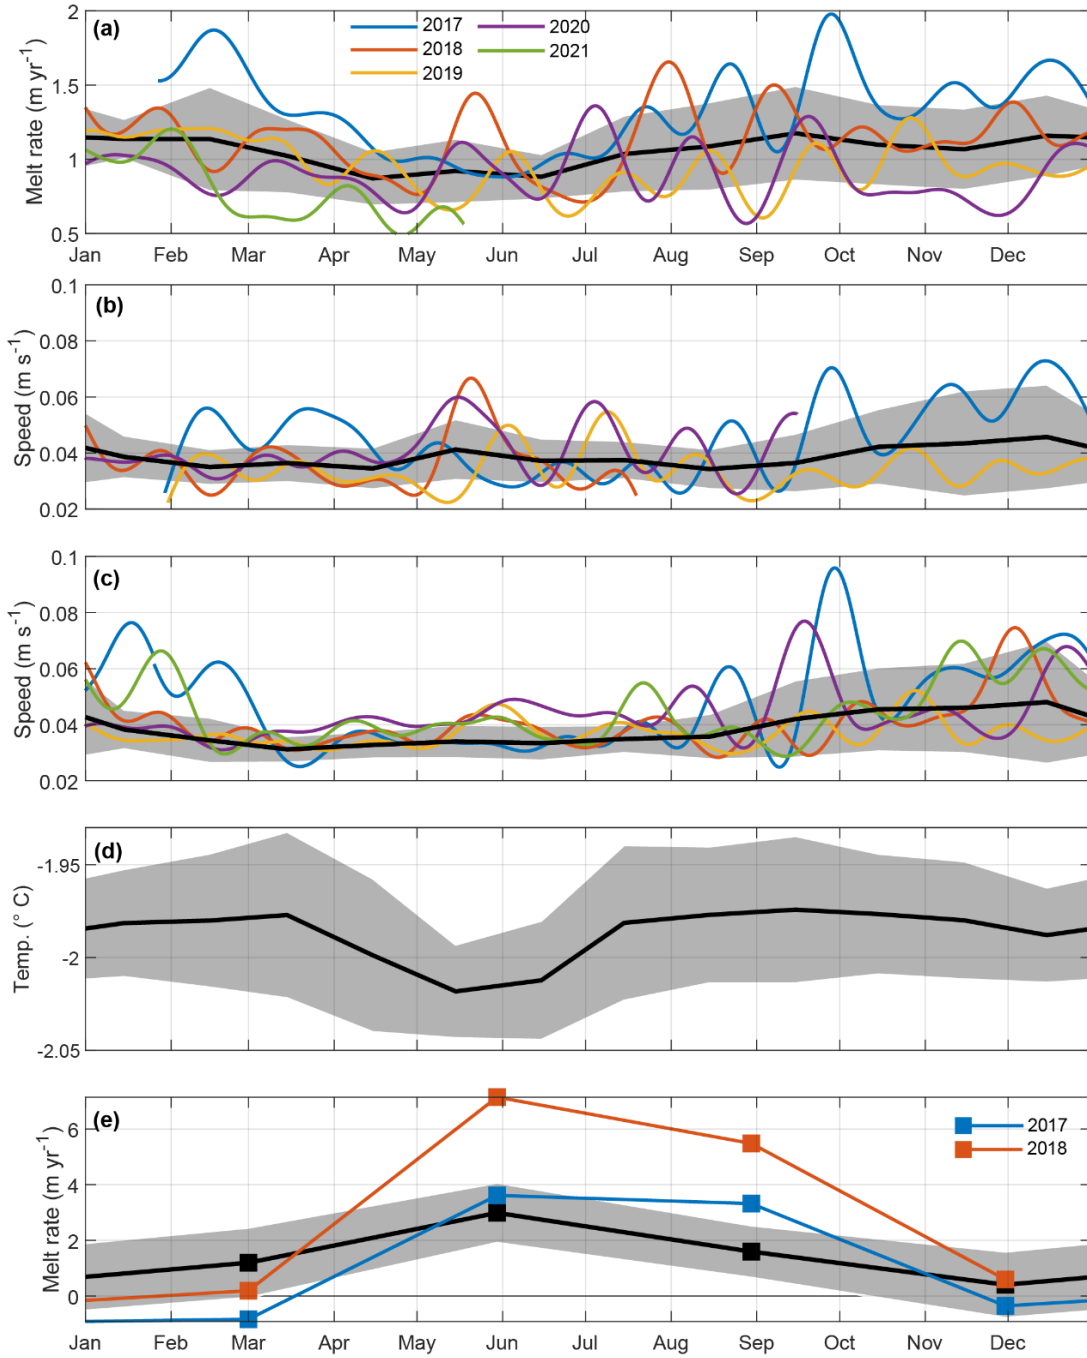 (a)
2017
2018
2019
2020
2021
Melt rate (m yr-1)
2
1.5
1
0.5
Jan Feb Mar Apr May Jun Jul Aug Sep Oct Nov Dec
(b)
Speed (m s-1)
0.1
0.08
0.06
0.04
0.02
(c)
Speed (m s-1)
0.1
0.08
0.06
0.04
0.02
(d)
Temp. (° C)
-1.95
-2
-2.05
(e)
2017
2018
Melt rate (m yr-1)
6
4
2
0
Jan Feb Mar Apr May Jun Jul Aug Sep Oct Nov Dec